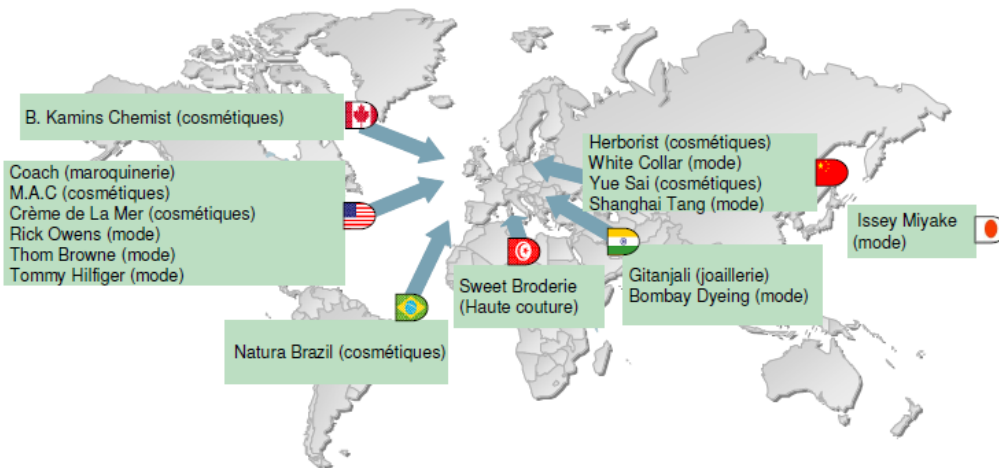 B. Kamins Chemist (cosmétiques)
Coach (maroquinerie)
M.A.C (cosmétiques)
Crème de La Mer (cosmétiques)
Rick Owens (mode)
Thom Browne (mode)
Tommy Hilfiger (mode)
Natura Brazil (cosmétiques)
Sweet Broderie
(Haute couture)
Herborist (cosmétiques)
White Collar (mode)
Yue Sai (cosmétiques)
Shanghai Tang (mode)
Gitanjali (joaillerie)
Bombay Dyeing (mode)
Issey Miyake
(mode)